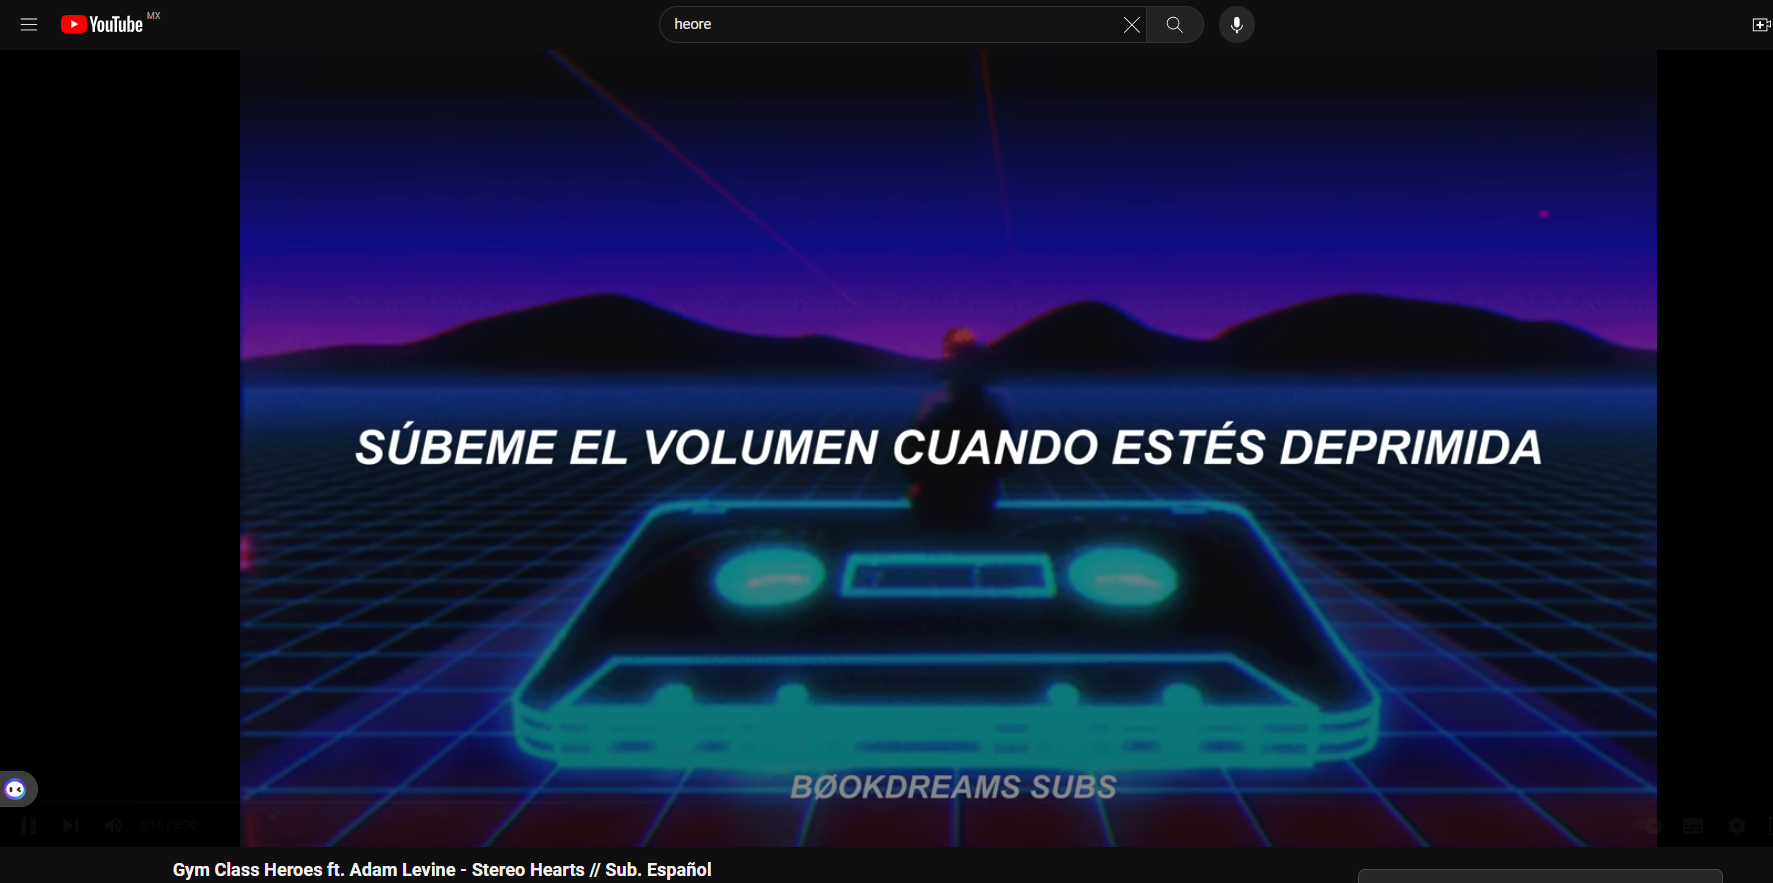 YouTube MX
heore
SÚBEME EL VOLUMEN CUANDO ESTÉS DEPRIMIDA
BØOKDREAMS SUBS
0:15 / 3:30
Gym Class Heroes ft. Adam Levine - Stereo Hearts // Sub. Español